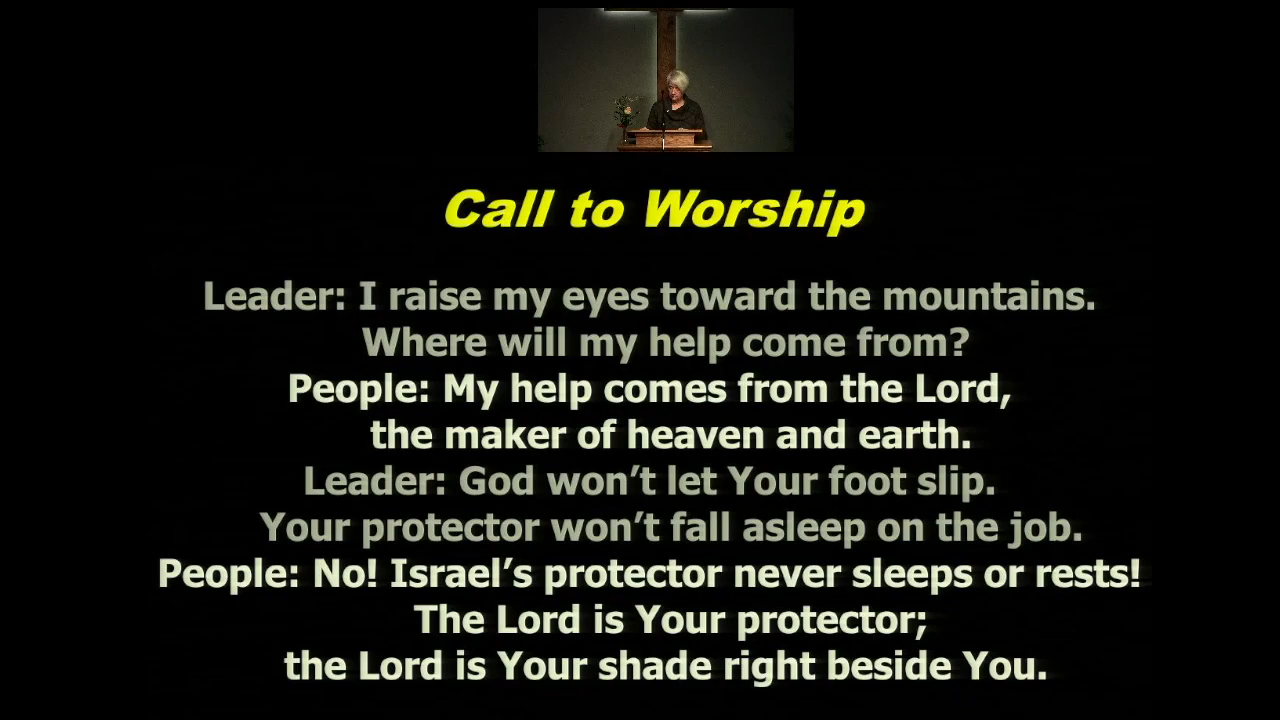 Call to Worship
Leader: I raise my eyes toward the mountains.
Where will my help come from?
People: My help comes from the Lord,
the maker of heaven and earth.
Leader: God won’t let Your foot slip.
Your protector won’t fall asleep on the job.
People: No! Israel’s protector never sleeps or rests!
The Lord is Your protector;
the Lord is Your shade right beside You.